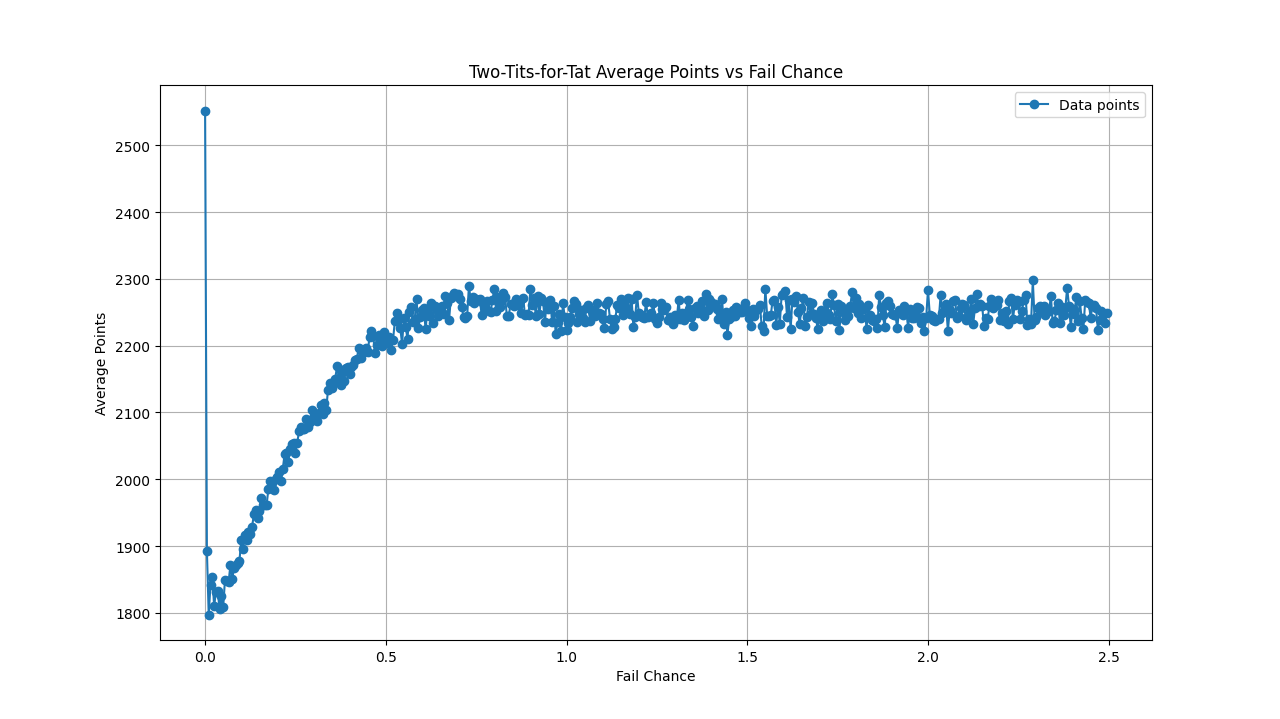 Two-Tits-for-Tat Average Points vs Fail Chance
Data points
2500
2400
2300
2200
2100
2000
1900
1800
Average Points
0.0 0.5 1.0 1.5 2.0 2.5
Fail Chance